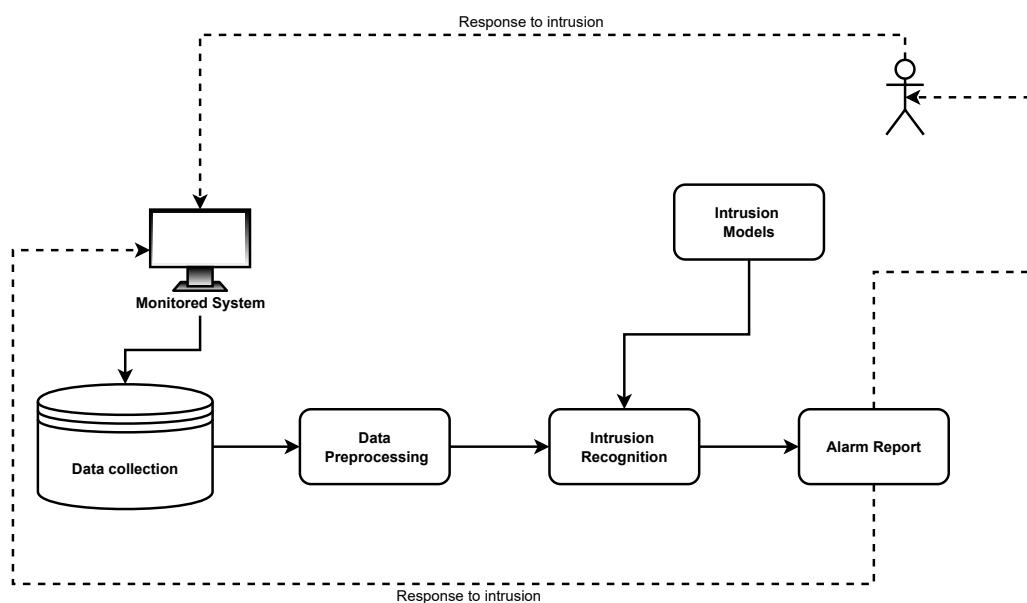 Response to intrusion
Intrusion
Models
Monitored System
Data collection
Data
Preprocessing
Intrusion
Recognition
Alarm Report
Response to intrusion